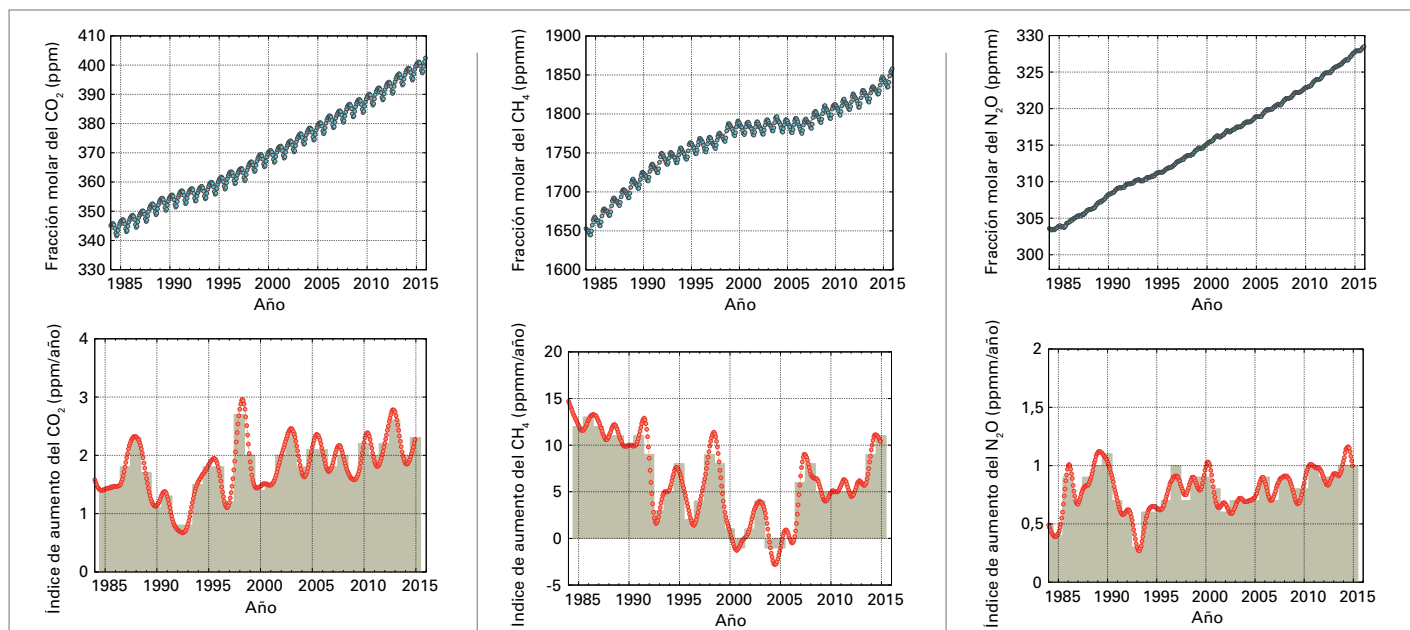 Fracción molar del CO2 (ppm)
410
400
390
380
370
360
350
340
330
1985 1990 1995 2000 2005 2010 2015
Año
Fracción molar del CH4 (ppmm)
1900
1850
1800
1750
1700
1650
1600
1985 1990 1995 2000 2005 2010 2015
Año
Fracción molar del N2O (ppmm)
330
325
320
315
310
305
300
1985 1990 1995 2000 2005 2010 2015
Año
Índice de aumento del CO2 (ppm/año)
4
3
2
1
0
1985 1990 1995 2000 2005 2010 2015
Año
Índice de aumento del CH4 (ppmm/año)
20
15
10
5
0
-5
1985 1990 1995 2000 2005 2010 2015
Año
Índice de aumento del N2O (ppmm/año)
2
1.5
1
0.5
0
1985 1990 1995 2000 2005 2010 2015
Año